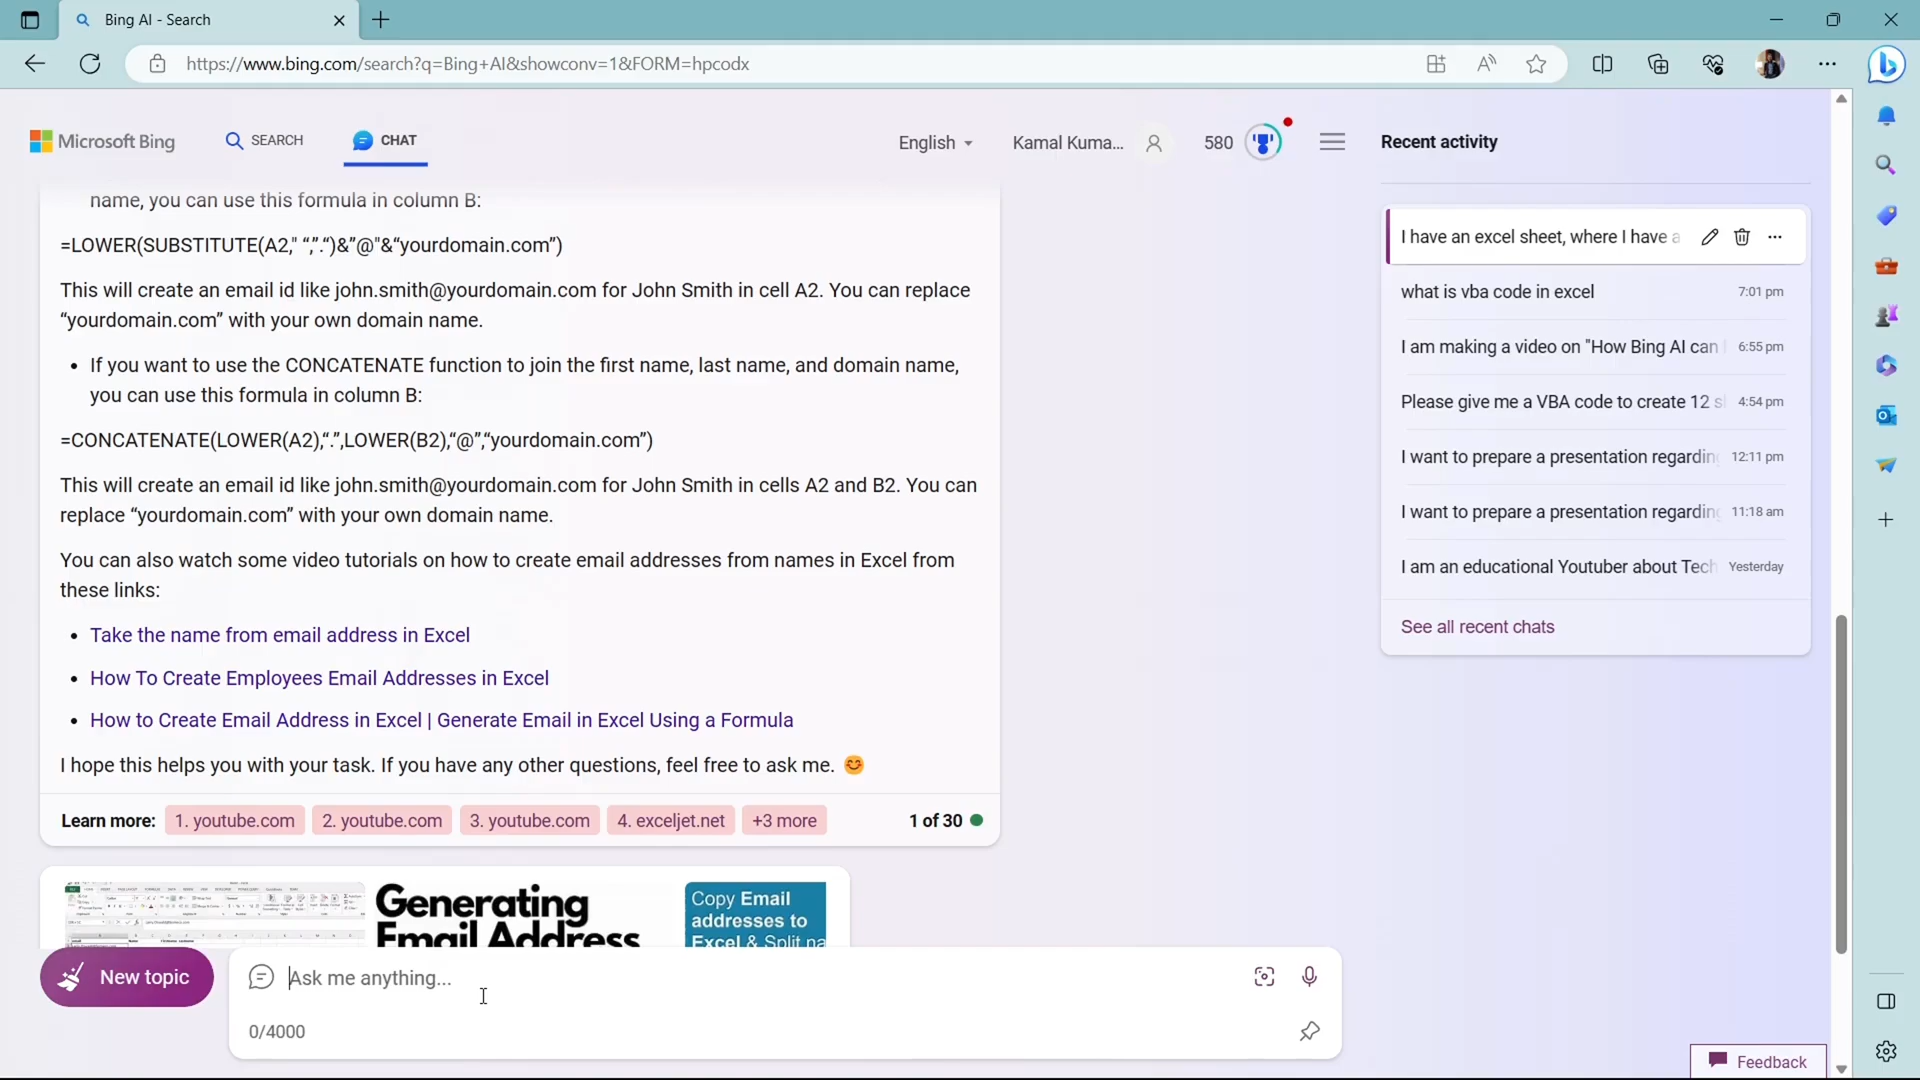 Bing AI - Search
https://www.bing.com/search?q=Bing+AI&showconv=1&FORM=hpcodx
Microsoft Bing
SEARCH
CHAT
English
Kamal Kuma...
580
Recent activity
name, you can use this formula in column B:
=LOWER(SUBSTITUTE(A2," “,”.“)&”@"&“yourdomain.com”)
This will create an email id like john.smith@yourdomain.com for John Smith in cell A2. You can replace
“yourdomain.com” with your own domain name.
• If you want to use the CONCATENATE function to join the first name, last name, and domain name,
you can use this formula in column B:
=CONCATENATE(LOWER(A2),“.”,LOWER(B2),“@”,“yourdomain.com”)
This will create an email id like john.smith@yourdomain.com for John Smith in cells A2 and B2. You can
replace “yourdomain.com” with your own domain name.
You can also watch some video tutorials on how to create email addresses from names in Excel from
these links:
• Take the name from email address in Excel
• How To Create Employees Email Addresses in Excel
• How to Create Email Address in Excel | Generate Email in Excel Using a Formula
I hope this helps you with your task. If you have any other questions, feel free to ask me. 😊
Learn more: 1. youtube.com 2. youtube.com 3. youtube.com 4. exceljet.net +3 more 1 of 30
Generating
Email Address
Copy Email
addresses to
Excel & Split na
New topic
Ask me anything...
0/4000
I have an excel sheet, where I have a
what is vba code in excel 7:01 pm
I am making a video on "How Bing AI can 6:55 pm
Please give me a VBA code to create 12 s 4:54 pm
I want to prepare a presentation regarding 12:11 pm
I want to prepare a presentation regarding 11:18 am
I am an educational Youtuber about Tech Yesterday
See all recent chats
Feedback